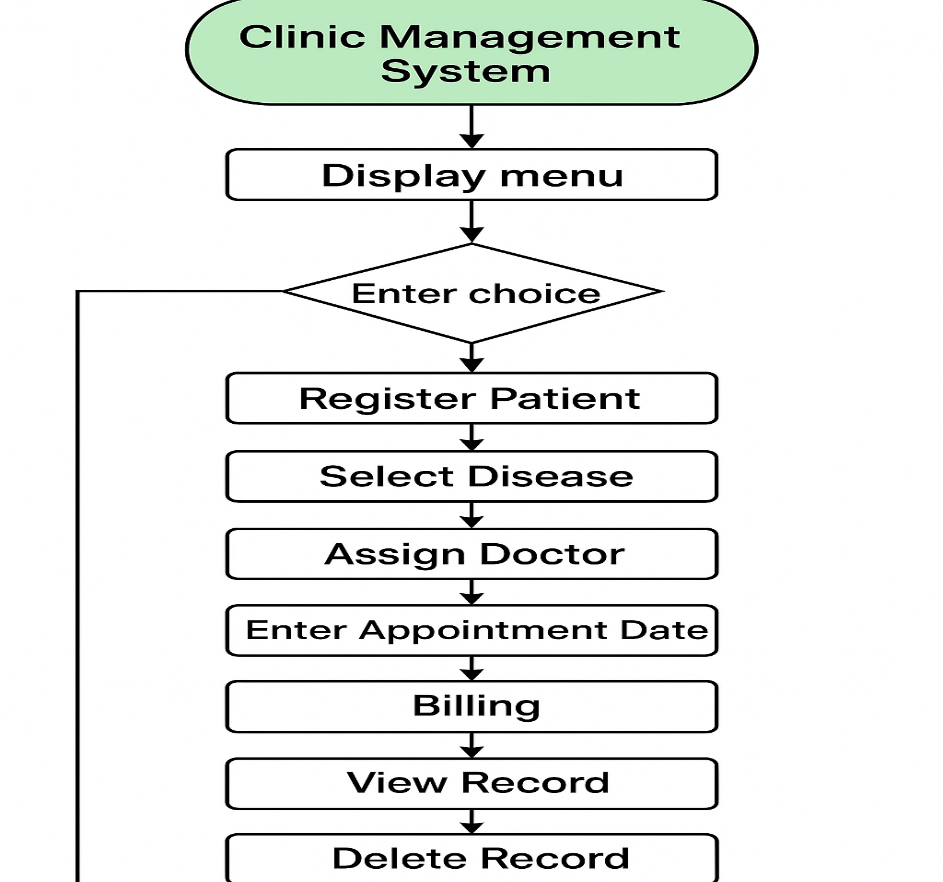 Clinic Management
System
Display menu
Enter choice
Register Patient
Select Disease
Assign Doctor
Enter Appointment Date
Billing
View Record
Delete Record